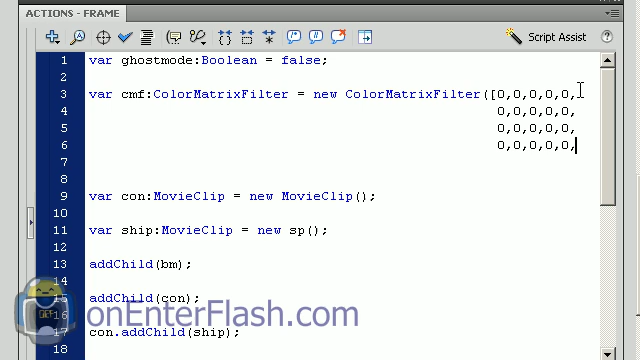 ACTIONS - FRAME
Script Assist
1 var ghostmode:Boolean = false;
2
3 var cmf:ColorMatrixFilter = new ColorMatrixFilter([0,0,0,0,0,
4 0,0,0,0,0,
5 0,0,0,0,0,
6 0,0,0,0,0,
7
8
9 var con:MovieClip = new MovieClip();
10
11 var ship:MovieClip = new sp();
12
13 addChild(bm);
14
15 addChild(con);
16
onEnterFlash.com
17 con.addChild(ship);
18